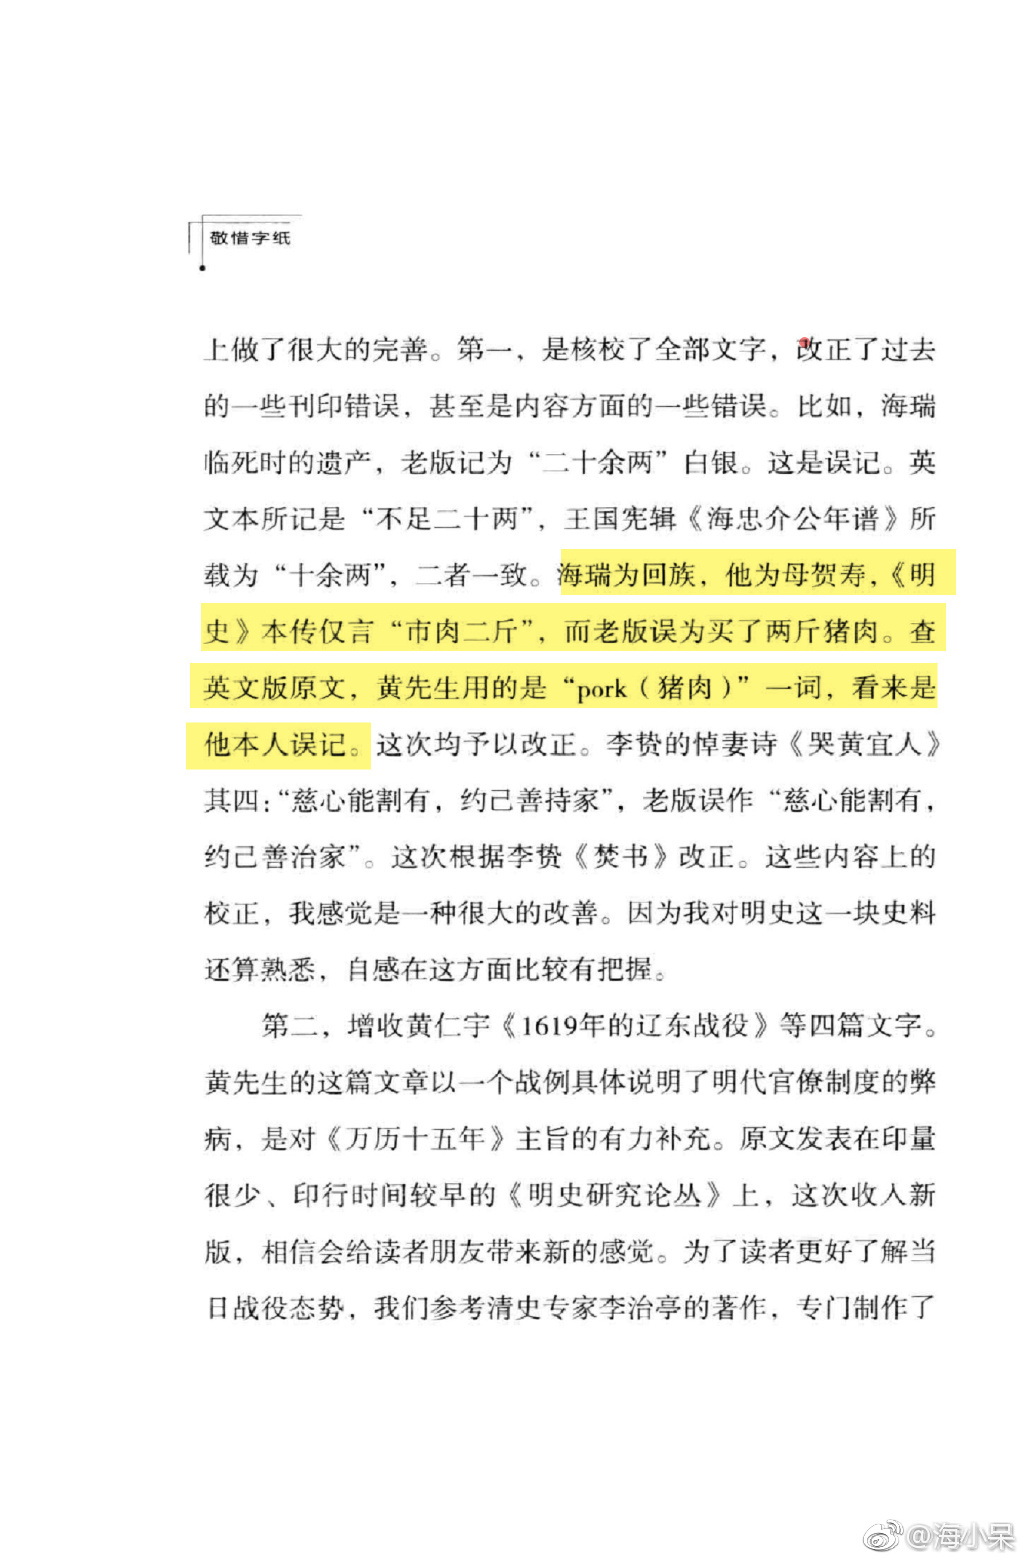 敬惜字纸
上做了很大的完善。第一，是核校了全部文字，改正了过去
的一些刊印错误，甚至是内容方面的一些错误。比如，海瑞
临死时的遗产，老版记为“二十余两”白银。这是误记。英
文本所记是“不足二十两”，王国宪辑《海忠介公年谱》所
载为“十余两”，二者一致。海瑞为回族，他为母贺寿，《明
史》本传仅言“市肉二斤”，而老版误为买了两斤猪肉。查
英文版原文，黄先生用的是“pork（猪肉）”一词，看来是
他本人误记。这次均予以改正。李贽的悼妻诗《哭黄宜人》
其四：“慈心能割有，约己善持家”，老版误作“慈心能割有，
约己善治家”。这次根据李贽《焚书》改正。这些内容上的
校正，我感觉是一种很大的改善。因为我对明史这一块史料
还算熟悉，自感在这方面比较有把握。
第二，增收黄仁宇《1619年的辽东战役》等四篇文字。
黄先生的这篇文章以一个战例具体说明了明代官僚制度的弊
病，是对《万历十五年》主旨的有力补充。原文发表在印量
很少、印行时间较早的《明史研究论丛》上，这次收入新
版，相信会给读者朋友带来新的感觉。为了读者更好了解当
日战役态势，我们参考清史专家李治亭的著作，专门制作了
@海小呆